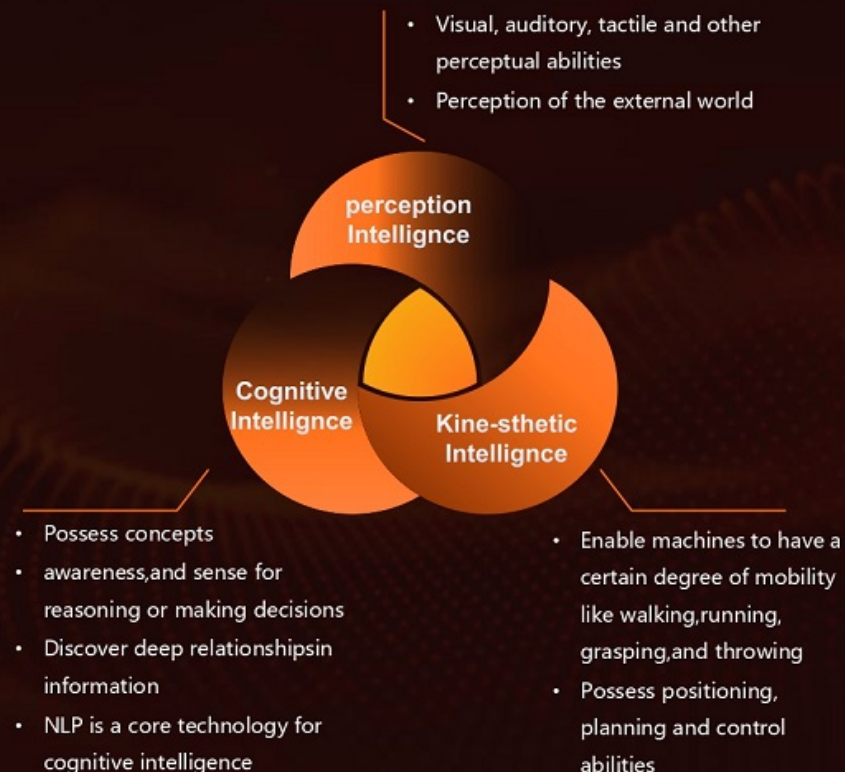 • Visual, auditory, tactile and other
perceptual abilities
• Perception of the external world
perception
Intellignce
Cognitive
Intellignce
Kine-sthetic
Intellignce
• Possess concepts
• awareness,and sense for
reasoning or making decisions
• Discover deep relationshipsin
information
• NLP is a core technology for
cognitive intelligence
• Enable machines to have a
certain degree of mobility
like walking,running,
grasping,and throwing
• Possess positioning,
planning and control
abilities